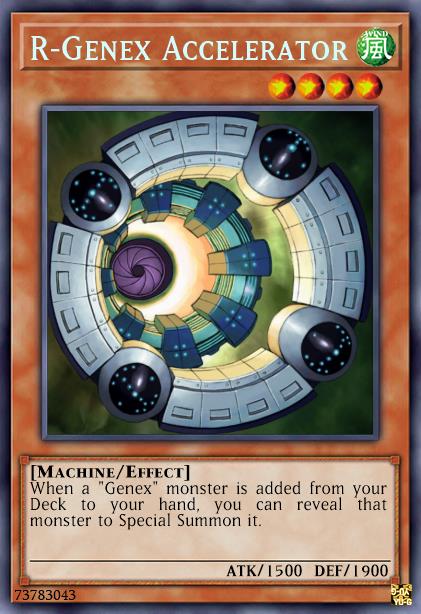 R-Genex Accelerator
WIND
風
[Machine/Effect]
When a "Genex" monster is added from your
Deck to your hand, you can reveal that
monster to Special Summon it.
ATK/1500 DEF/1900
73783043